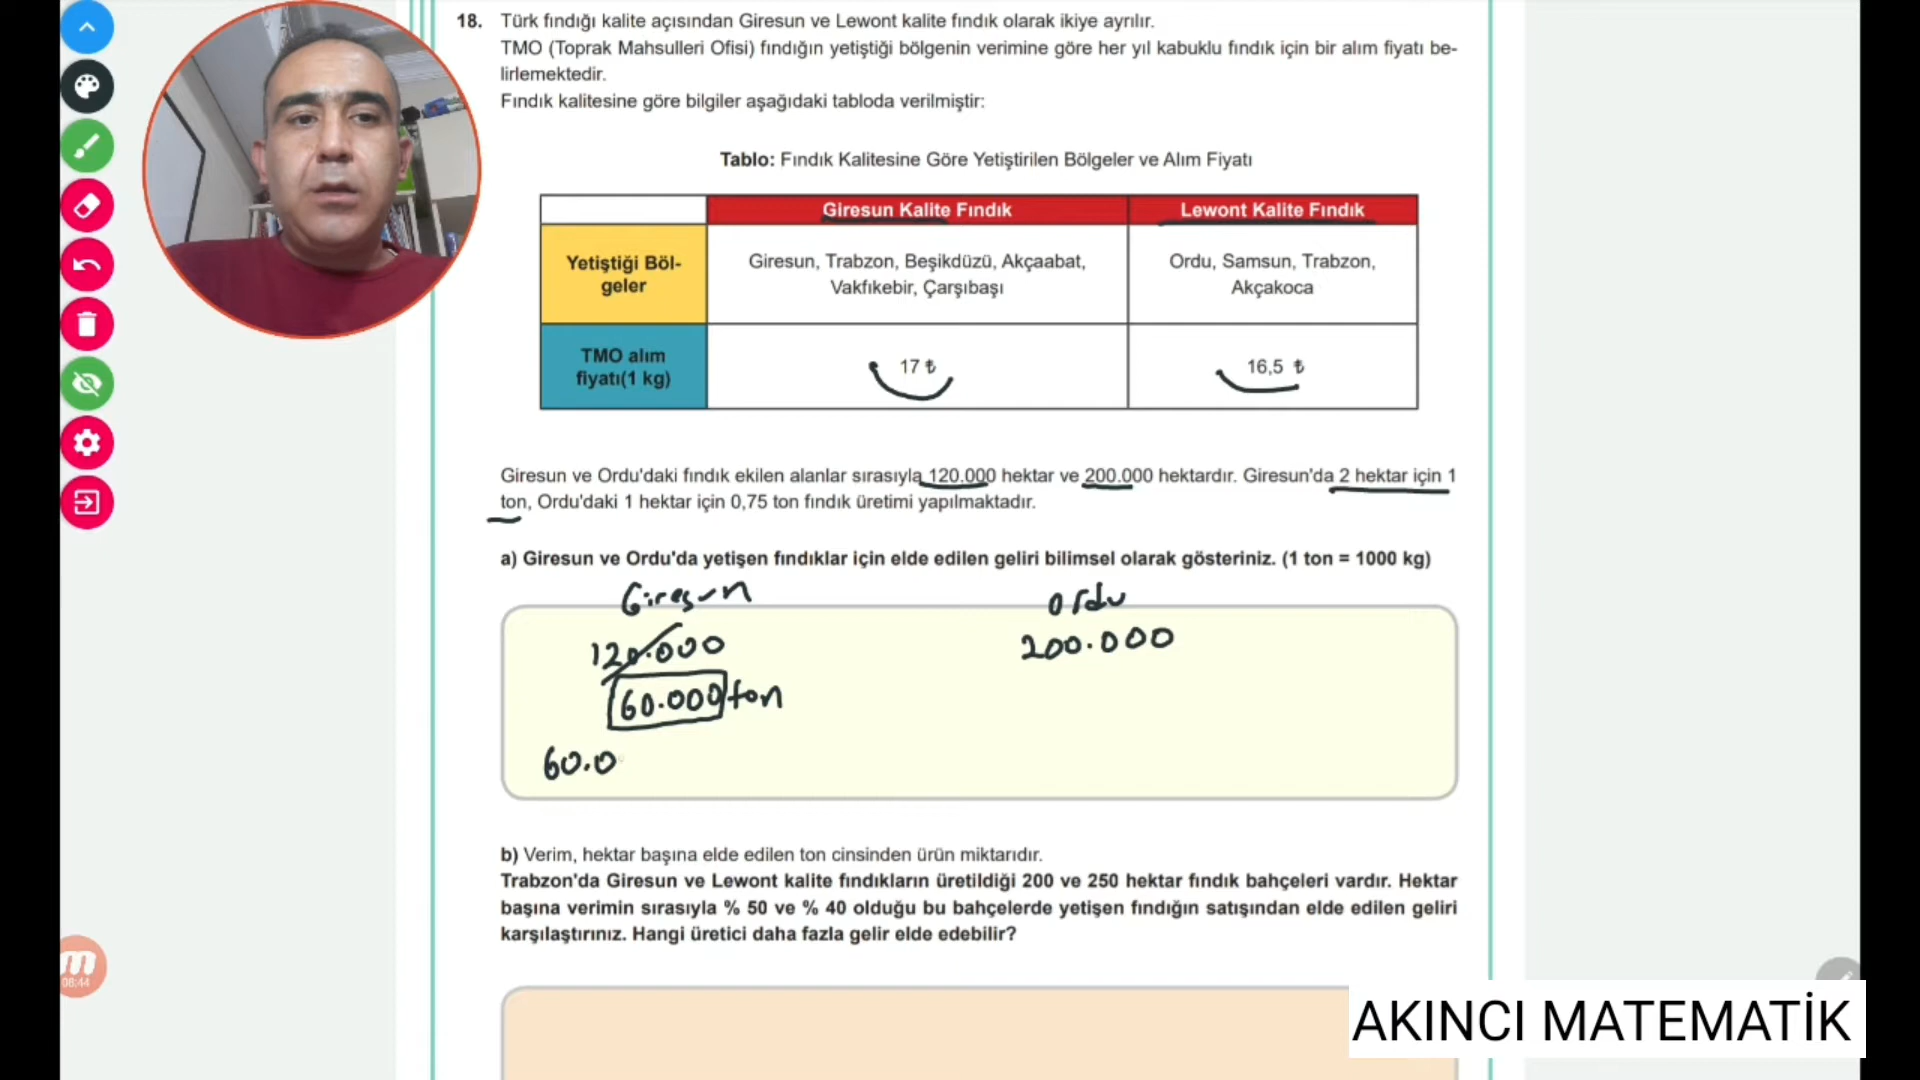 18. Türk fındığı kalite açısından Giresun ve Lewont kalite fındık olarak ikiye ayrılır.
TMO (Toprak Mahsulleri Ofisi) fındığın yetiştiği bölgenin verimine göre her yıl kabuklu fındık için bir alım fiyatı be-
lirlemektedir.
Fındık kalitesine göre bilgiler aşağıdaki tabloda verilmiştir:
Tablo: Fındık Kalitesine Göre Yetiştirilen Bölgeler ve Alım Fiyatı
Giresun Kalite Fındık
Lewont Kalite Fındık
Yetiştiği Böl-
geler
Giresun, Trabzon, Beşikdüzü, Akçaabat,
Vakfıkebir, Çarşıbaşı
Ordu, Samsun, Trabzon,
Akçakoca
TMO alım
fiyatı(1 kg)
17 ₺
16,5 ₺
Giresun ve Ordu'daki fındık ekilen alanlar sırasıyla 120.000 hektar ve 200.000 hektardır. Giresun'da 2 hektar için 1
ton, Ordu'daki 1 hektar için 0,75 ton fındık üretimi yapılmaktadır.
a) Giresun ve Ordu'da yetişen fındıklar için elde edilen geliri bilimsel olarak gösteriniz. (1 ton = 1000 kg)
Giresun
Ordu
120.000
200.000
60.000 ton
60.0
b) Verim, hektar başına elde edilen ton cinsinden ürün miktarıdır.
Trabzon'da Giresun ve Lewont kalite fındıkların üretildiği 200 ve 250 hektar fındık bahçeleri vardır. Hektar
başına verimin sırasıyla % 50 ve % 40 olduğu bu bahçelerde yetişen fındığın satışından elde edilen geliri
karşılaştırınız. Hangi üretici daha fazla gelir elde edebilir?
m
08:44
AKINCI MATEMATİK